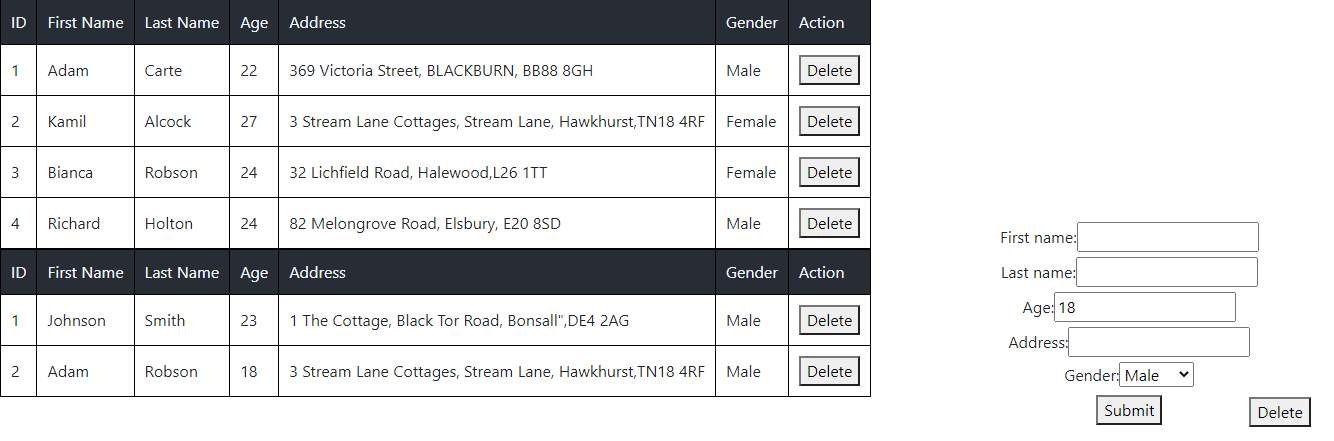 ID First Name Last Name Age Address Gender Action
1 Adam Carte 22 369 Victoria Street, BLACKBURN, BB88 8GH Male Delete
2 Kamil Alcock 27 3 Stream Lane Cottages, Stream Lane, Hawkhurst,TN18 4RF Female Delete
3 Bianca Robson 24 32 Lichfield Road, Halewood,L26 1TT Female Delete
4 Richard Holton 24 82 Melongrove Road, Elsbury, E20 8SD Male Delete
ID First Name Last Name Age Address Gender Action
1 Johnson Smith 23 1 The Cottage, Black Tor Road, Bonsall",DE4 2AG Male Delete
2 Adam Robson 18 3 Stream Lane Cottages, Stream Lane, Hawkhurst,TN18 4RF Male Delete
First name:
Last name:
Age: 18
Address:
Gender: Male
Submit Delete